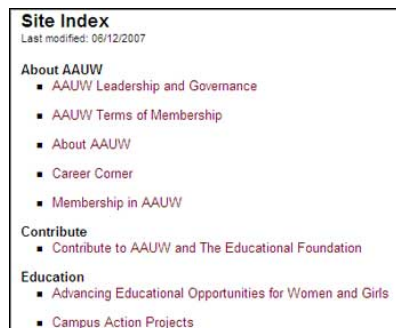 Site Index
Last modified: 06/12/2007
About AAUW
AAUW Leadership and Governance
AAUW Terms of Membership
About AAUW
Career Corner
Membership in AAUW
Contribute
Contribute to AAUW and The Educational Foundation
Education
Advancing Educational Opportunities for Women and Girls
Campus Action Projects